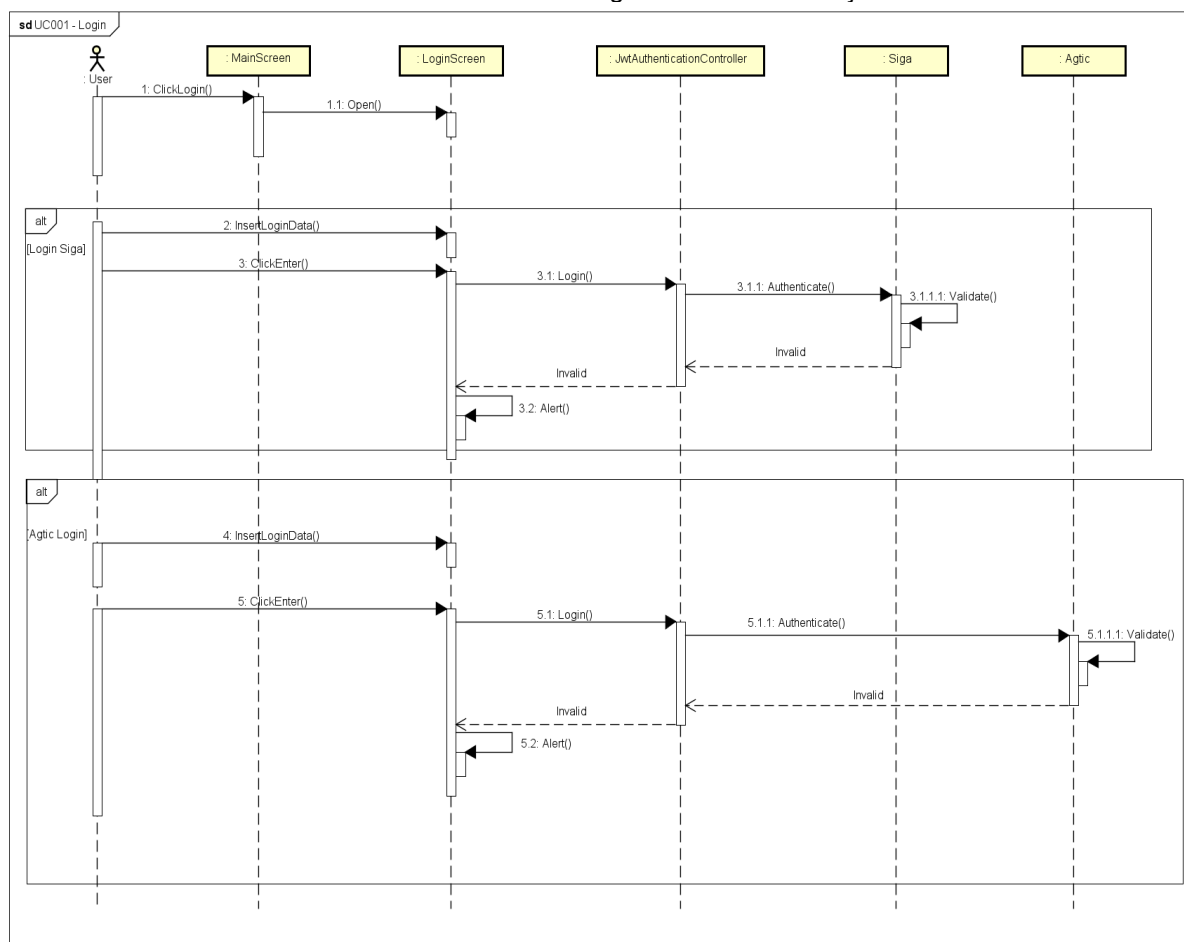 sd UC001 - Login
: User
: MainScreen
: LoginScreen
: JwtAuthenticationController
: Siga
: Agtic
1: ClickLogin()
1.1: Open()
alt
[Login Siga]
2: InsertLoginData()
3: ClickEnter()
3.1: Login()
3.1.1: Authenticate()
3.1.1.1: Validate()
Invalid
Invalid
3.2: Alert()
alt
[Agtic Login]
4: InsertLoginData()
5: ClickEnter()
5.1: Login()
5.1.1: Authenticate()
5.1.1.1: Validate()
Invalid
Invalid
5.2: Alert()